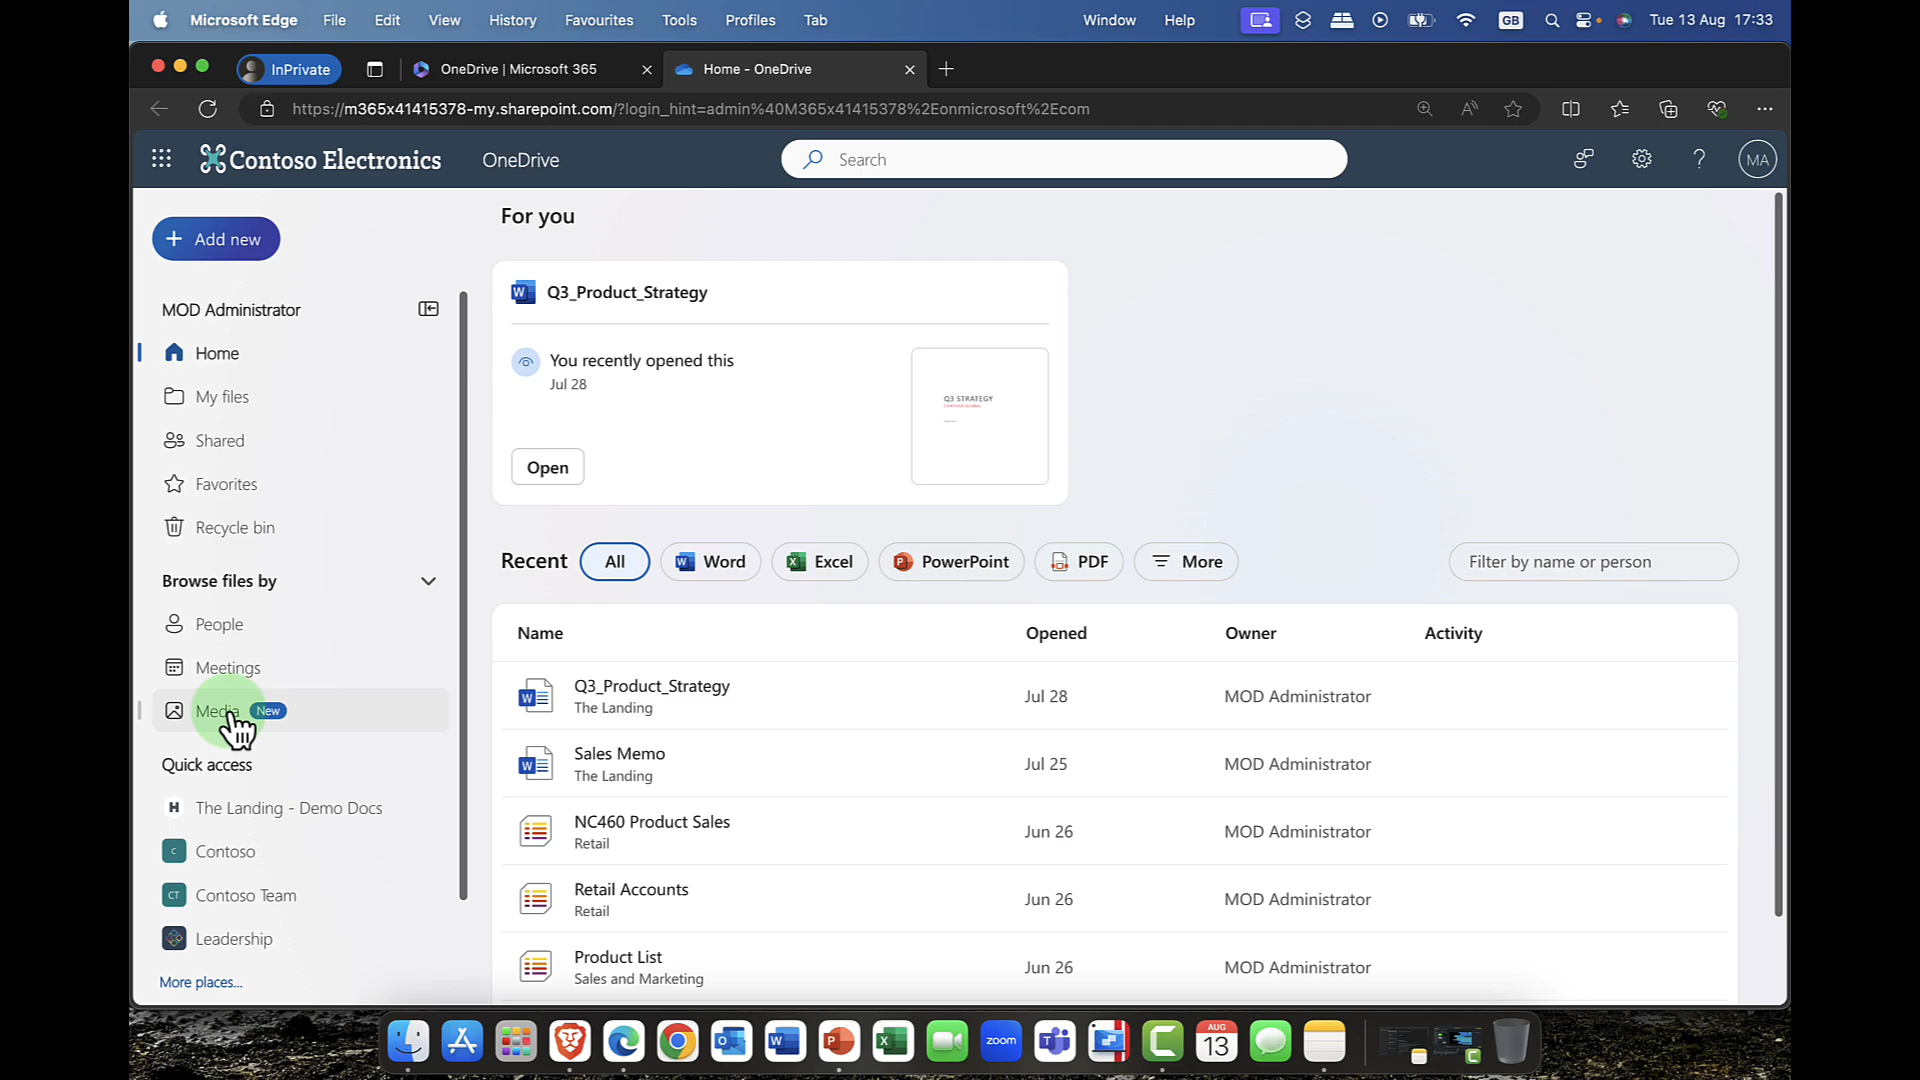 Microsoft Edge File Edit View History Favourites Tools Profiles Tab Window Help GB Tue 13 Aug 17:33
InPrivate OneDrive | Microsoft 365 Home - OneDrive
https://m365x41415378-my.sharepoint.com/?login_hint=admin%40M365x41415378%2Eonmicrosoft%2Ecom
Contoso Electronics OneDrive Search ? MA
For you
+ Add new
Q3_Product_Strategy
MOD Administrator
Home
You recently opened this
Jul 28
My files
Q3 STRATEGY
Shared
Open
Favorites
Recycle bin
Recent All Word Excel PowerPoint PDF More Filter by name or person
Browse files by
People
Name Opened Owner Activity
Meetings
Q3_Product_Strategy Jul 28 MOD Administrator
The Landing
Media New
Quick access
Sales Memo Jul 25 MOD Administrator
The Landing
H The Landing - Demo Docs
NC460 Product Sales Jun 26 MOD Administrator
Retail
C Contoso
CT Contoso Team
Retail Accounts Jun 26 MOD Administrator
Retail
Leadership
Product List Jun 26 MOD Administrator
Sales and Marketing
More places...
zoom
AUG
13